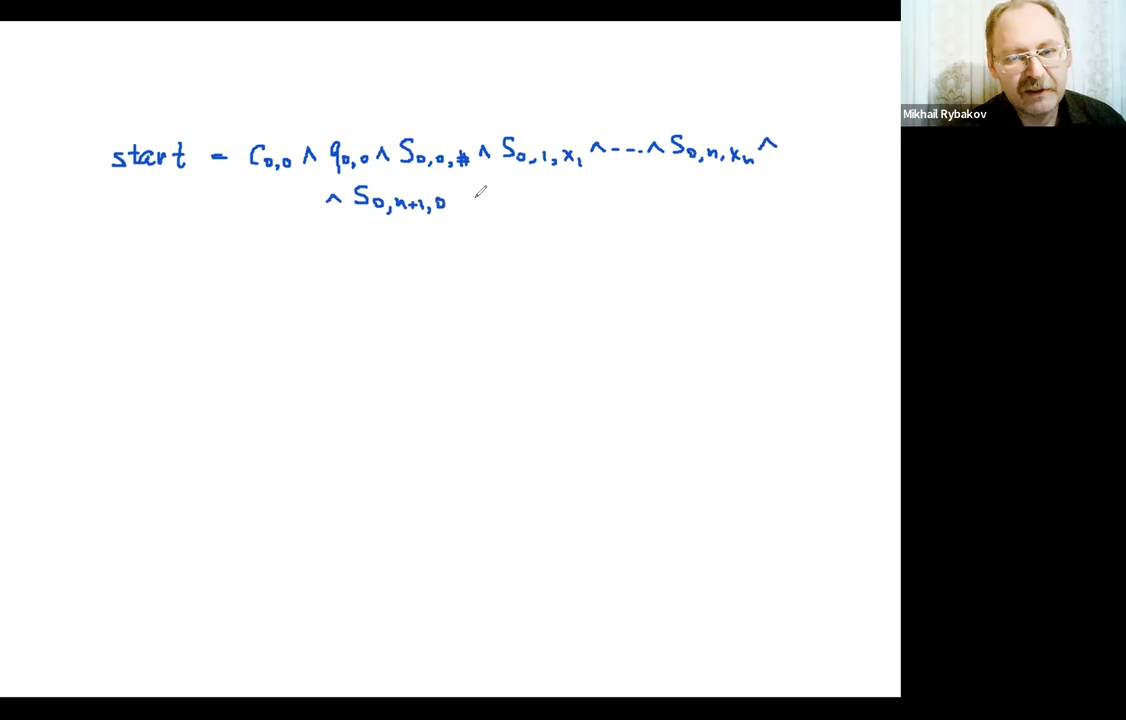 start = C₀,₀ ∧ q₀,₀ ∧ S₀,₀,# ∧ S₀,₁,ₓ₁ ∧ --- ∧ S₀,ₙ,ₓₙ ∧
∧ S₀,ₙ₊₁,₀
Mikhail Rybakov